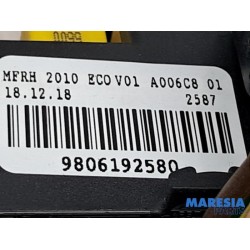 MFRH 2010 ECO V01 A006C8 01
18.12.18 2587
9806192580
MARESIA